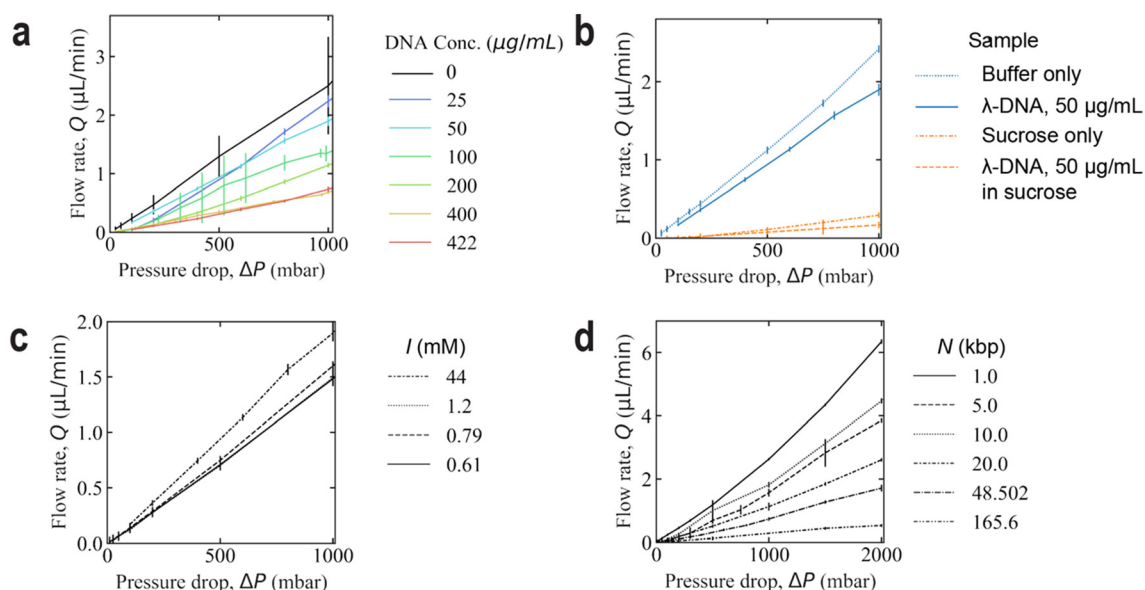 a
Flow rate, Q (µL/min)
3
2
1
0
500
1000
Pressure drop, ΔP (mbar)
DNA Conc. (µg/mL)
0
25
50
100
200
400
422
b
Flow rate, Q (µL/min)
2
1
0
500
1000
Pressure drop, ΔP (mbar)
Sample
Buffer only
λ-DNA, 50 µg/mL
Sucrose only
λ-DNA, 50 µg/mL
in sucrose
c
Flow rate, Q (µL/min)
2.0
1.5
1.0
0.5
0.0
0
500
1000
Pressure drop, ΔP (mbar)
I (mM)
44
1.2
0.79
0.61
d
Flow rate, Q (µL/min)
6
4
2
0
0
1000
2000
Pressure drop, ΔP (mbar)
N (kbp)
1.0
5.0
10.0
20.0
48.502
165.6